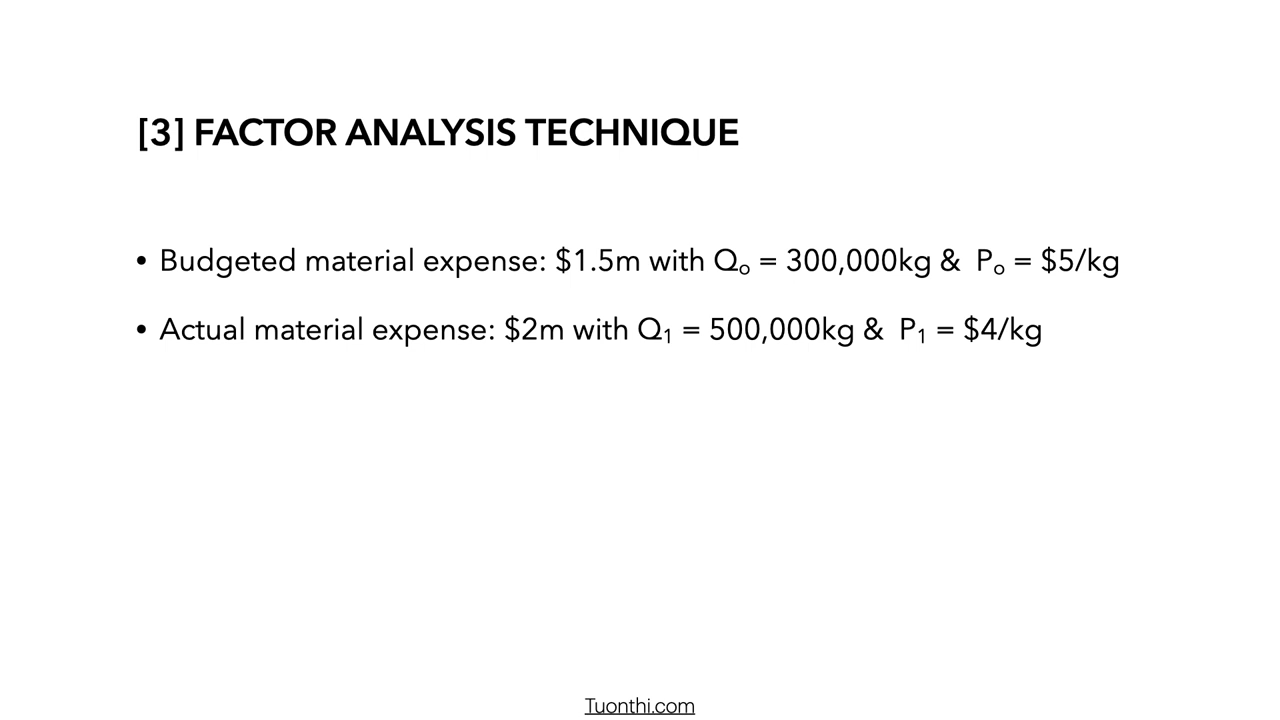 [3] FACTOR ANALYSIS TECHNIQUE
• Budgeted material expense: $1.5m with Qₒ = 300,000kg & Pₒ = $5/kg
• Actual material expense: $2m with Q₁ = 500,000kg & P₁ = $4/kg
Tuonthi.com